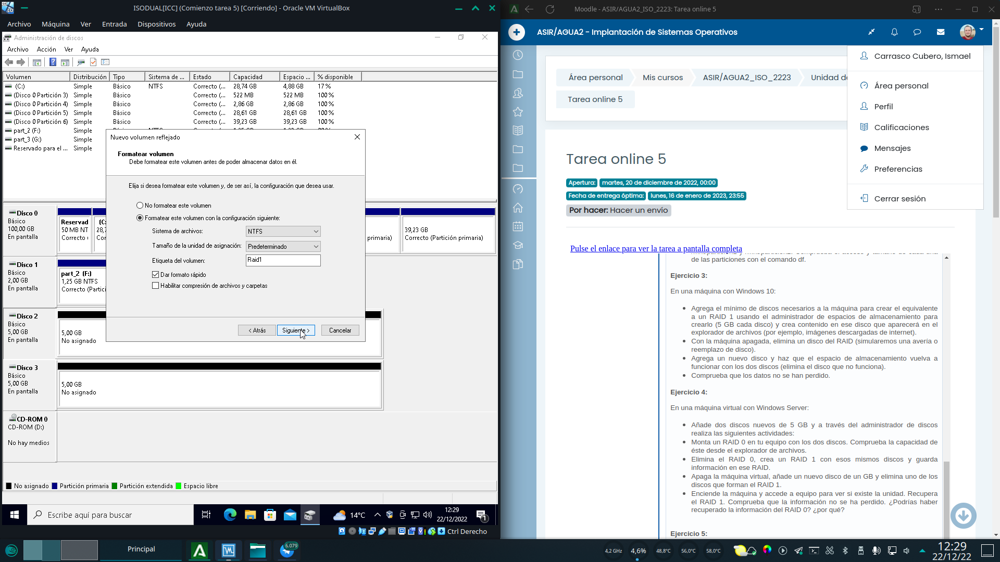 ISODUAL[ICC] (Comienzo tarea 5) [Corriendo] - Oracle VM VirtualBox
Archivo Máquina Ver Entrada Dispositivos Ayuda
Administración de discos
Archivo Acción Ver Ayuda
Volumen Distribución Tipo Sistema de ... Estado Capacidad Espacio ... % disponible
(C:) Simple Básico NTFS Correcto (... 28,74 GB 4,88 GB 17 %
(Disco 0 Partición 3) Simple Básico Correcto (... 522 MB 522 MB 100 %
(Disco 0 Partición 4) Simple Básico Correcto (... 2,86 GB 2,86 GB 100 %
(Disco 0 Partición 5) Simple Básico Correcto (... 28,61 GB 28,61 GB 100 %
(Disco 0 Partición 6) Simple Básico Correcto (... 39,23 GB 39,23 GB 100 %
part_2 (F:) Simple
part_3 (G:) Simple
Reservado para el ... Simple
Nuevo volumen reflejado
Formatear volumen
Debe formatear este volumen antes de poder almacenar datos en él.
Elija si desea formatear este volumen y, de ser así, la configuración que desea usar.
No formatear este volumen
Formatear este volumen con la configuración siguiente:
Sistema de archivos: NTFS
Tamaño de la unidad de asignación: Predeterminado
Etiqueta del volumen: Raid1
Dar formato rápido
Habilitar compresión de archivos y carpetas
< Atrás Siguiente > Cancelar
Disco 0
Básico
100,00 GB
En pantalla
Reservad
50 MB NT
Correcto
(C:
28,7
Cor
primaria)
39,23 GB
Correcto (Partición primaria)
Disco 1
Básico
2,00 GB
En pantalla
part_2 (F:)
1,25 GB NTFS
Correcto (Partici
Disco 2
Básico
5,00 GB
En pantalla
5,00 GB
No asignado
Disco 3
Básico
5,00 GB
En pantalla
5,00 GB
No asignado
CD-ROM 0
CD-ROM (D:)
No hay medios
No asignado Partición primaria Partición extendida Espacio libre
Escribe aquí para buscar
14°C
12:29
22/12/2022
1
Ctrl Derecho
Moodle - ASIR/AGUA2_ISO_2223: Tarea online 5
ASIR/AGUA2 - Implantación de Sistemas Operativos
Área personal Mis cursos ASIR/AGUA2_ISO_2223 Unidad de
Tarea online 5
Carrasco Cubero, Ismael
Área personal
Perfil
Calificaciones
Mensajes
Preferencias
Cerrar sesión
Tarea online 5
Apertura: martes, 20 de diciembre de 2022, 00:00
Fecha de entrega óptima: lunes, 16 de enero de 2023, 23:55
Por hacer: Hacer un envío
Pulse el enlace para ver la tarea a pantalla completa
de las particiones con el comando df.
Ejercicio 3:
En una máquina con Windows 10:
Agrega el mínimo de discos necesarios a la máquina para crear el equivalente
a un RAID 1 usando el administrador de espacios de almacenamiento para
crearlo (5 GB cada disco) y crea contenido en ese disco que aparecerá en el
explorador de archivos (por ejemplo, imágenes descargadas de internet).
Con la máquina apagada, elimina un disco del RAID (simularemos una avería o
reemplazo de disco).
Agrega un nuevo disco y haz que el espacio de almacenamiento vuelva a
funcionar con los dos discos (elimina el disco que no funciona).
Comprueba que los datos no se han perdido.
Ejercicio 4:
En una máquina virtual con Windows Server:
Añade dos discos nuevos de 5 GB y a través del administrador de discos
realiza las siguientes actividades:
Monta un RAID 0 en tu equipo con los dos discos. Comprueba la capacidad de
éste desde el explorador de archivos.
Elimina el RAID 0, crea un RAID 1 con esos mismos discos y guarda
información en ese RAID.
Apaga la máquina virtual, añade un nuevo disco de un GB y elimina uno de los
discos que forman el RAID 1.
Enciende la máquina y accede a equipo para ver si existe la unidad. Recupera
el RAID 1. Comprueba que la información no se ha perdido. ¿Podrías haber
recuperado la información del RAID 0? ¿por qué?
Ejercicio 5:
Principal
6.079
4,2 GHz 4,6% 48,8°C 56,0°C 58,0°C
12:29
22/12/22